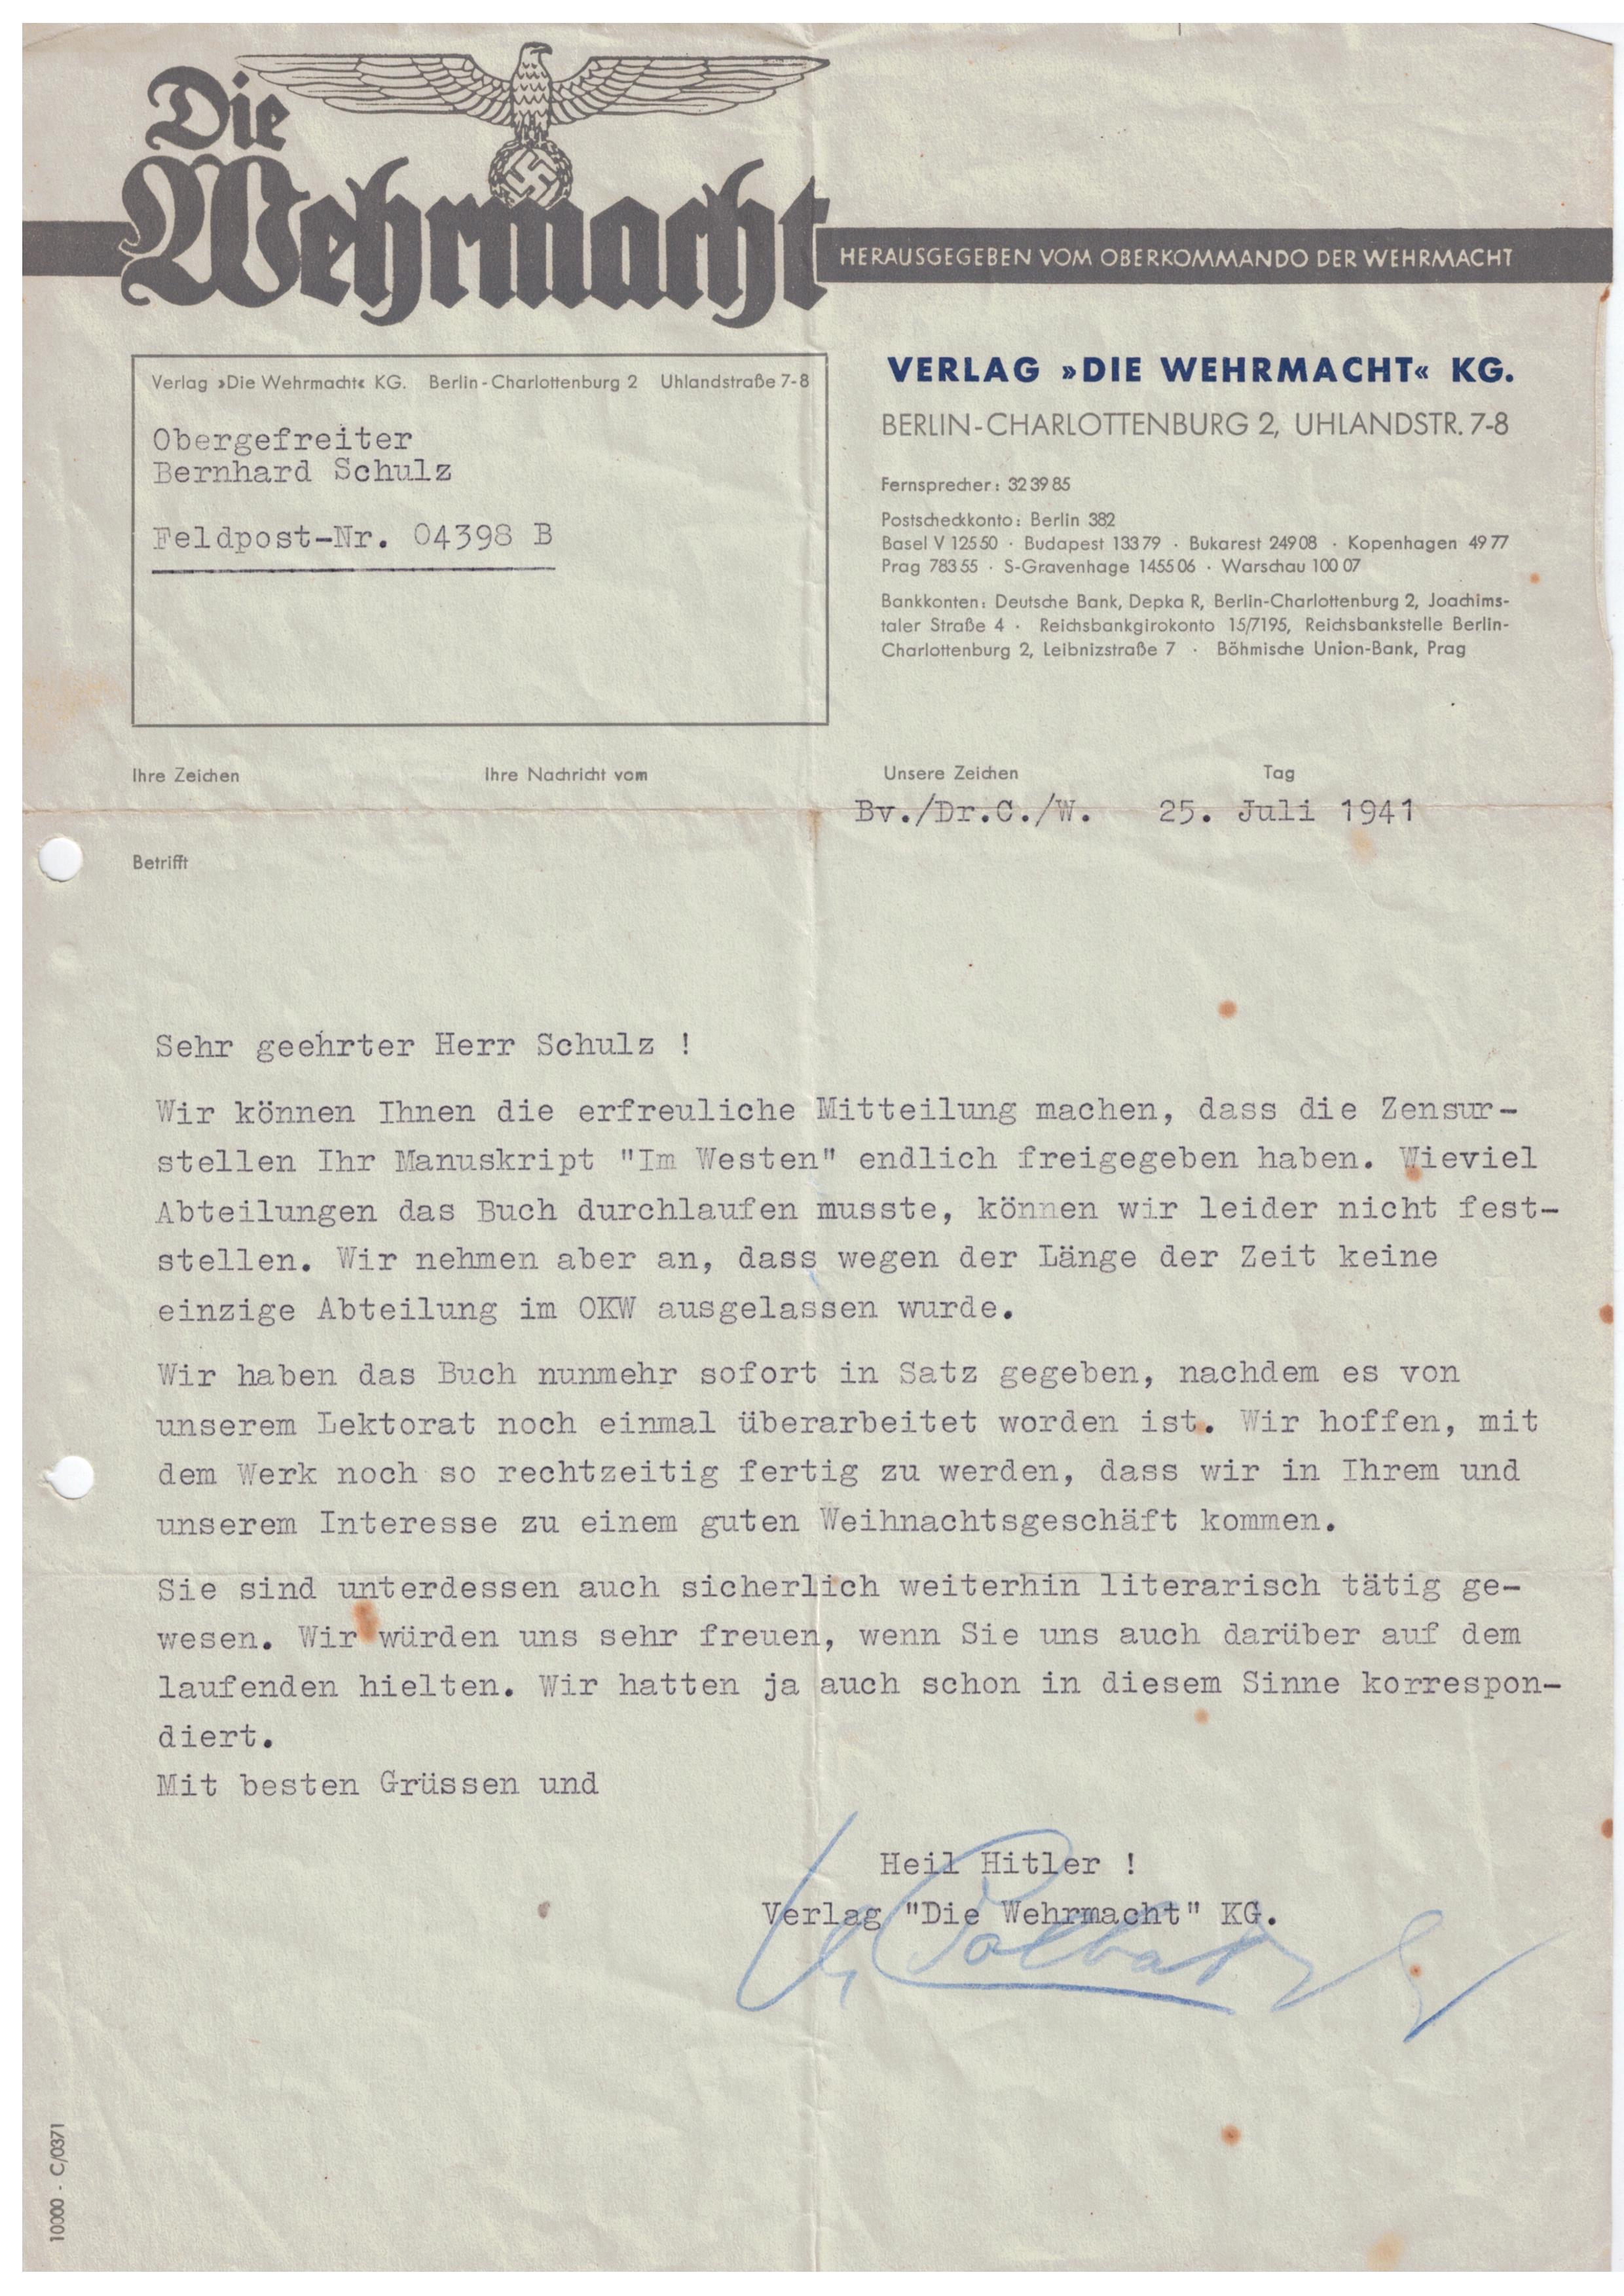 Die
Wehrmacht
HERAUSGEGEBEN VOM OBERKOMMANDO DER WEHRMACHT
Verlag »Die Wehrmacht« KG. Berlin-Charlottenburg 2 Uhlandstraße 7-8
Obergefreiter
Bernhard Schulz
Feldpost-Nr. 04398 B
VERLAG »DIE WEHRMACHT« KG.
BERLIN-CHARLOTTENBURG 2, UHLANDSTR. 7-8
Fernsprecher: 32 39 85
Postscheckkonto: Berlin 382
Basel V 125 50 · Budapest 133 79 · Bukarest 249 08 · Kopenhagen 49 77
Prag 783 55 · S-Gravenhage 1455 06 · Warschau 100 07
Bankkonten: Deutsche Bank, Depka R, Berlin-Charlottenburg 2, Joachims-
taler Straße 4 · Reichsbankgirokonto 15/7195, Reichsbankstelle Berlin-
Charlottenburg 2, Leibnizstraße 7 · Böhmische Union-Bank, Prag
Ihre Zeichen Ihre Nachricht vom Unsere Zeichen Tag
Bv./Dr.C./W. 25. Juli 1941
Betrifft
Sehr geehrter Herr Schulz !
Wir können Ihnen die erfreuliche Mitteilung machen, dass die Zensur-
stellen Ihr Manuskript "Im Westen" endlich freigegeben haben. Wieviel
Abteilungen das Buch durchlaufen musste, können wir leider nicht fest-
stellen. Wir nehmen aber an, dass wegen der Länge der Zeit keine
einzige Abteilung im OKW ausgelassen wurde.
Wir haben das Buch nunmehr sofort in Satz gegeben, nachdem es von
unserem Lektorat noch einmal überarbeitet worden ist. Wir hoffen, mit
dem Werk noch so rechtzeitig fertig zu werden, dass wir in Ihrem und
unserem Interesse zu einem guten Weihnachtsgeschäft kommen.
Sie sind unterdessen auch sicherlich weiterhin literarisch tätig ge-
wesen. Wir würden uns sehr freuen, wenn Sie uns auch darüber auf dem
laufenden hielten. Wir hatten ja auch schon in diesem Sinne korrespon-
diert.
Mit besten Grüssen und
Heil Hitler !
Verlag "Die Wehrmacht" KG.
10000 - C/0371